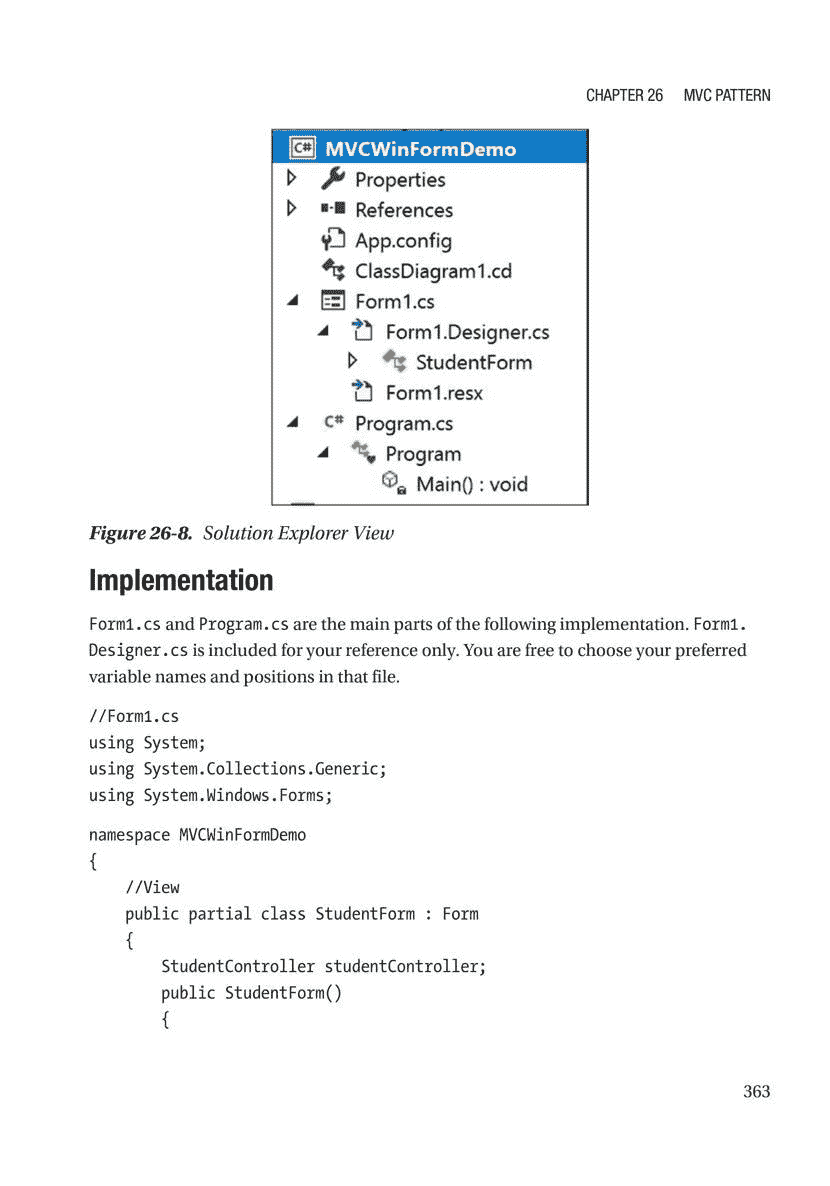 CHAPTER 26 MVC PATTERN
C# MVCWinFormDemo
Properties
References
App.config
ClassDiagram1.cd
Form1.cs
Form1.Designer.cs
StudentForm
Form1.resx
C# Program.cs
Program
Main() : void
Figure 26-8. Solution Explorer View
Implementation
Form1.cs and Program.cs are the main parts of the following implementation. Form1.
Designer.cs is included for your reference only. You are free to choose your preferred
variable names and positions in that file.
//Form1.cs
using System;
using System.Collections.Generic;
using System.Windows.Forms;
namespace MVCWinFormDemo
{
    //View
    public partial class StudentForm : Form
    {
        StudentController studentController;
        public StudentForm()
        {
363